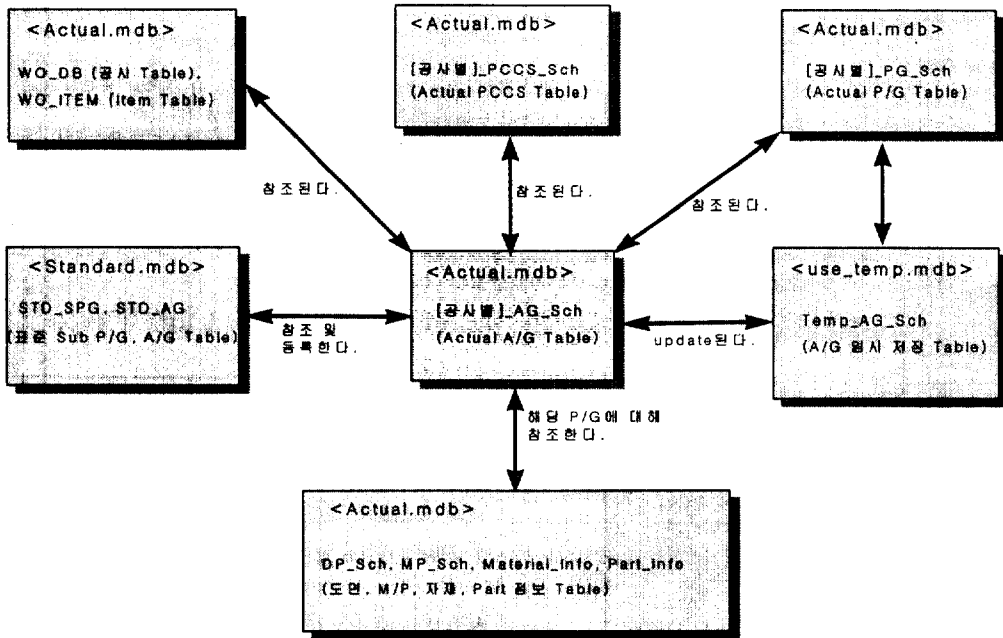 <Actual.mdb>
WO_DB (공사 Table),
WO_ITEM (Item Table)
<Actual.mdb>
[공사별]_PCCS_Sch
(Actual PCCS Table)
<Actual.mdb>
[공사별]_PG_Sch
(Actual P/G Table)
참조된다.
참조된다.
참조된다.
<Standard.mdb>
STD_SPG, STD_AG
(표준 Sub P/G, A/G Table)
참조 및
등록한다.
<Actual.mdb>
[공사별]_AG_Sch
(Actual A/G Table)
update된다.
<use_temp.mdb>
Temp_AG_Sch
(A/G 임시 저장 Table)
해당 P/G에 대해
참조한다.
<Actual.mdb>
DP_Sch, MP_Sch, Material_Info, Part_Info
(도면, M/P, 자재, Part 정보 Table)